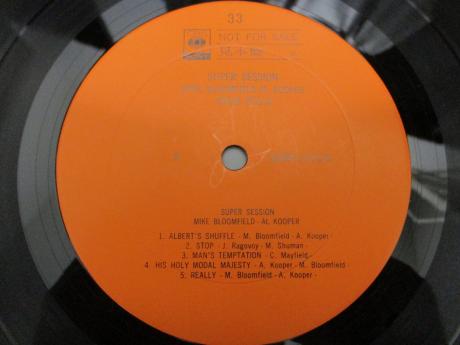 33
NOT FOR SALE
見本盤
SUPER SESSION
SUPER SESSION
MIKE BLOOMFIELD · AL KOOPER
1. ALBERT'S SHUFFLE - M. Bloomfield - A. Kooper -
2. STOP - J. Ragovoy - M. Shuman -
3. MAN'S TEMPTATION - C. Mayfield -
4. HIS HOLY MODAL MAJESTY - A. Kooper - M. Bloomfield -
5. REALLY - M. Bloomfield - A. Kooper -